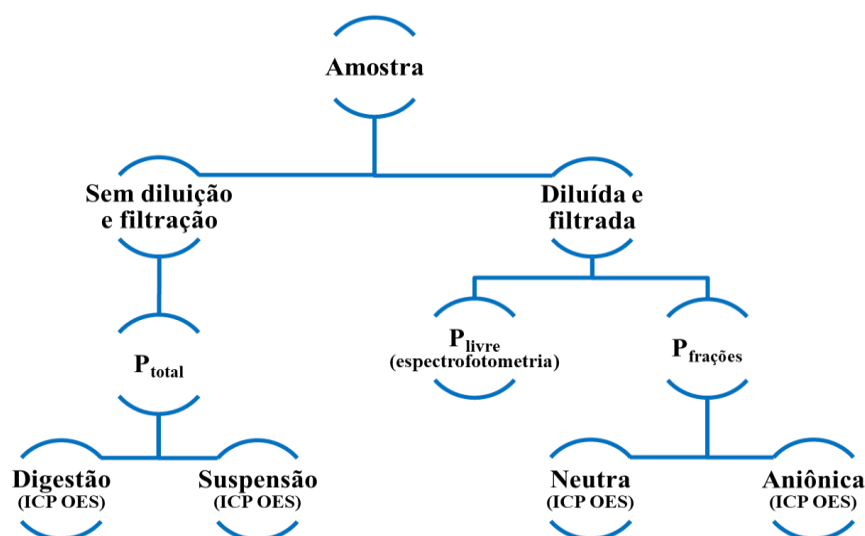 Amostra
Sem diluição
e filtração
Diluída e
filtrada
P total
P livre
(espectrofotometria)
P frações
Digestão
(ICP OES)
Suspensão
(ICP OES)
Neutra
(ICP OES)
Aniônica
(ICP OES)